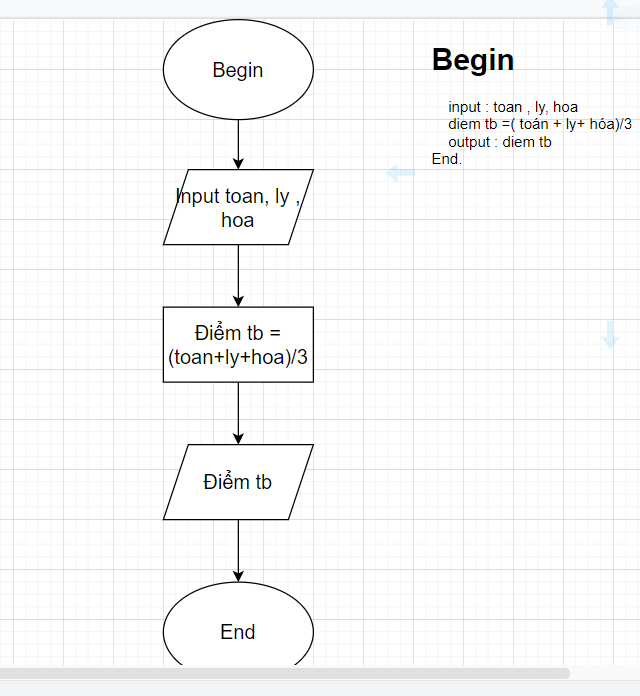 Begin
Input toan, ly ,
hoa
Điểm tb =
(toan+ly+hoa)/3
Điểm tb
End
Begin
input : toan , ly, hoa
diem tb =( toán + ly+ hóa)/3
output : diem tb
End.